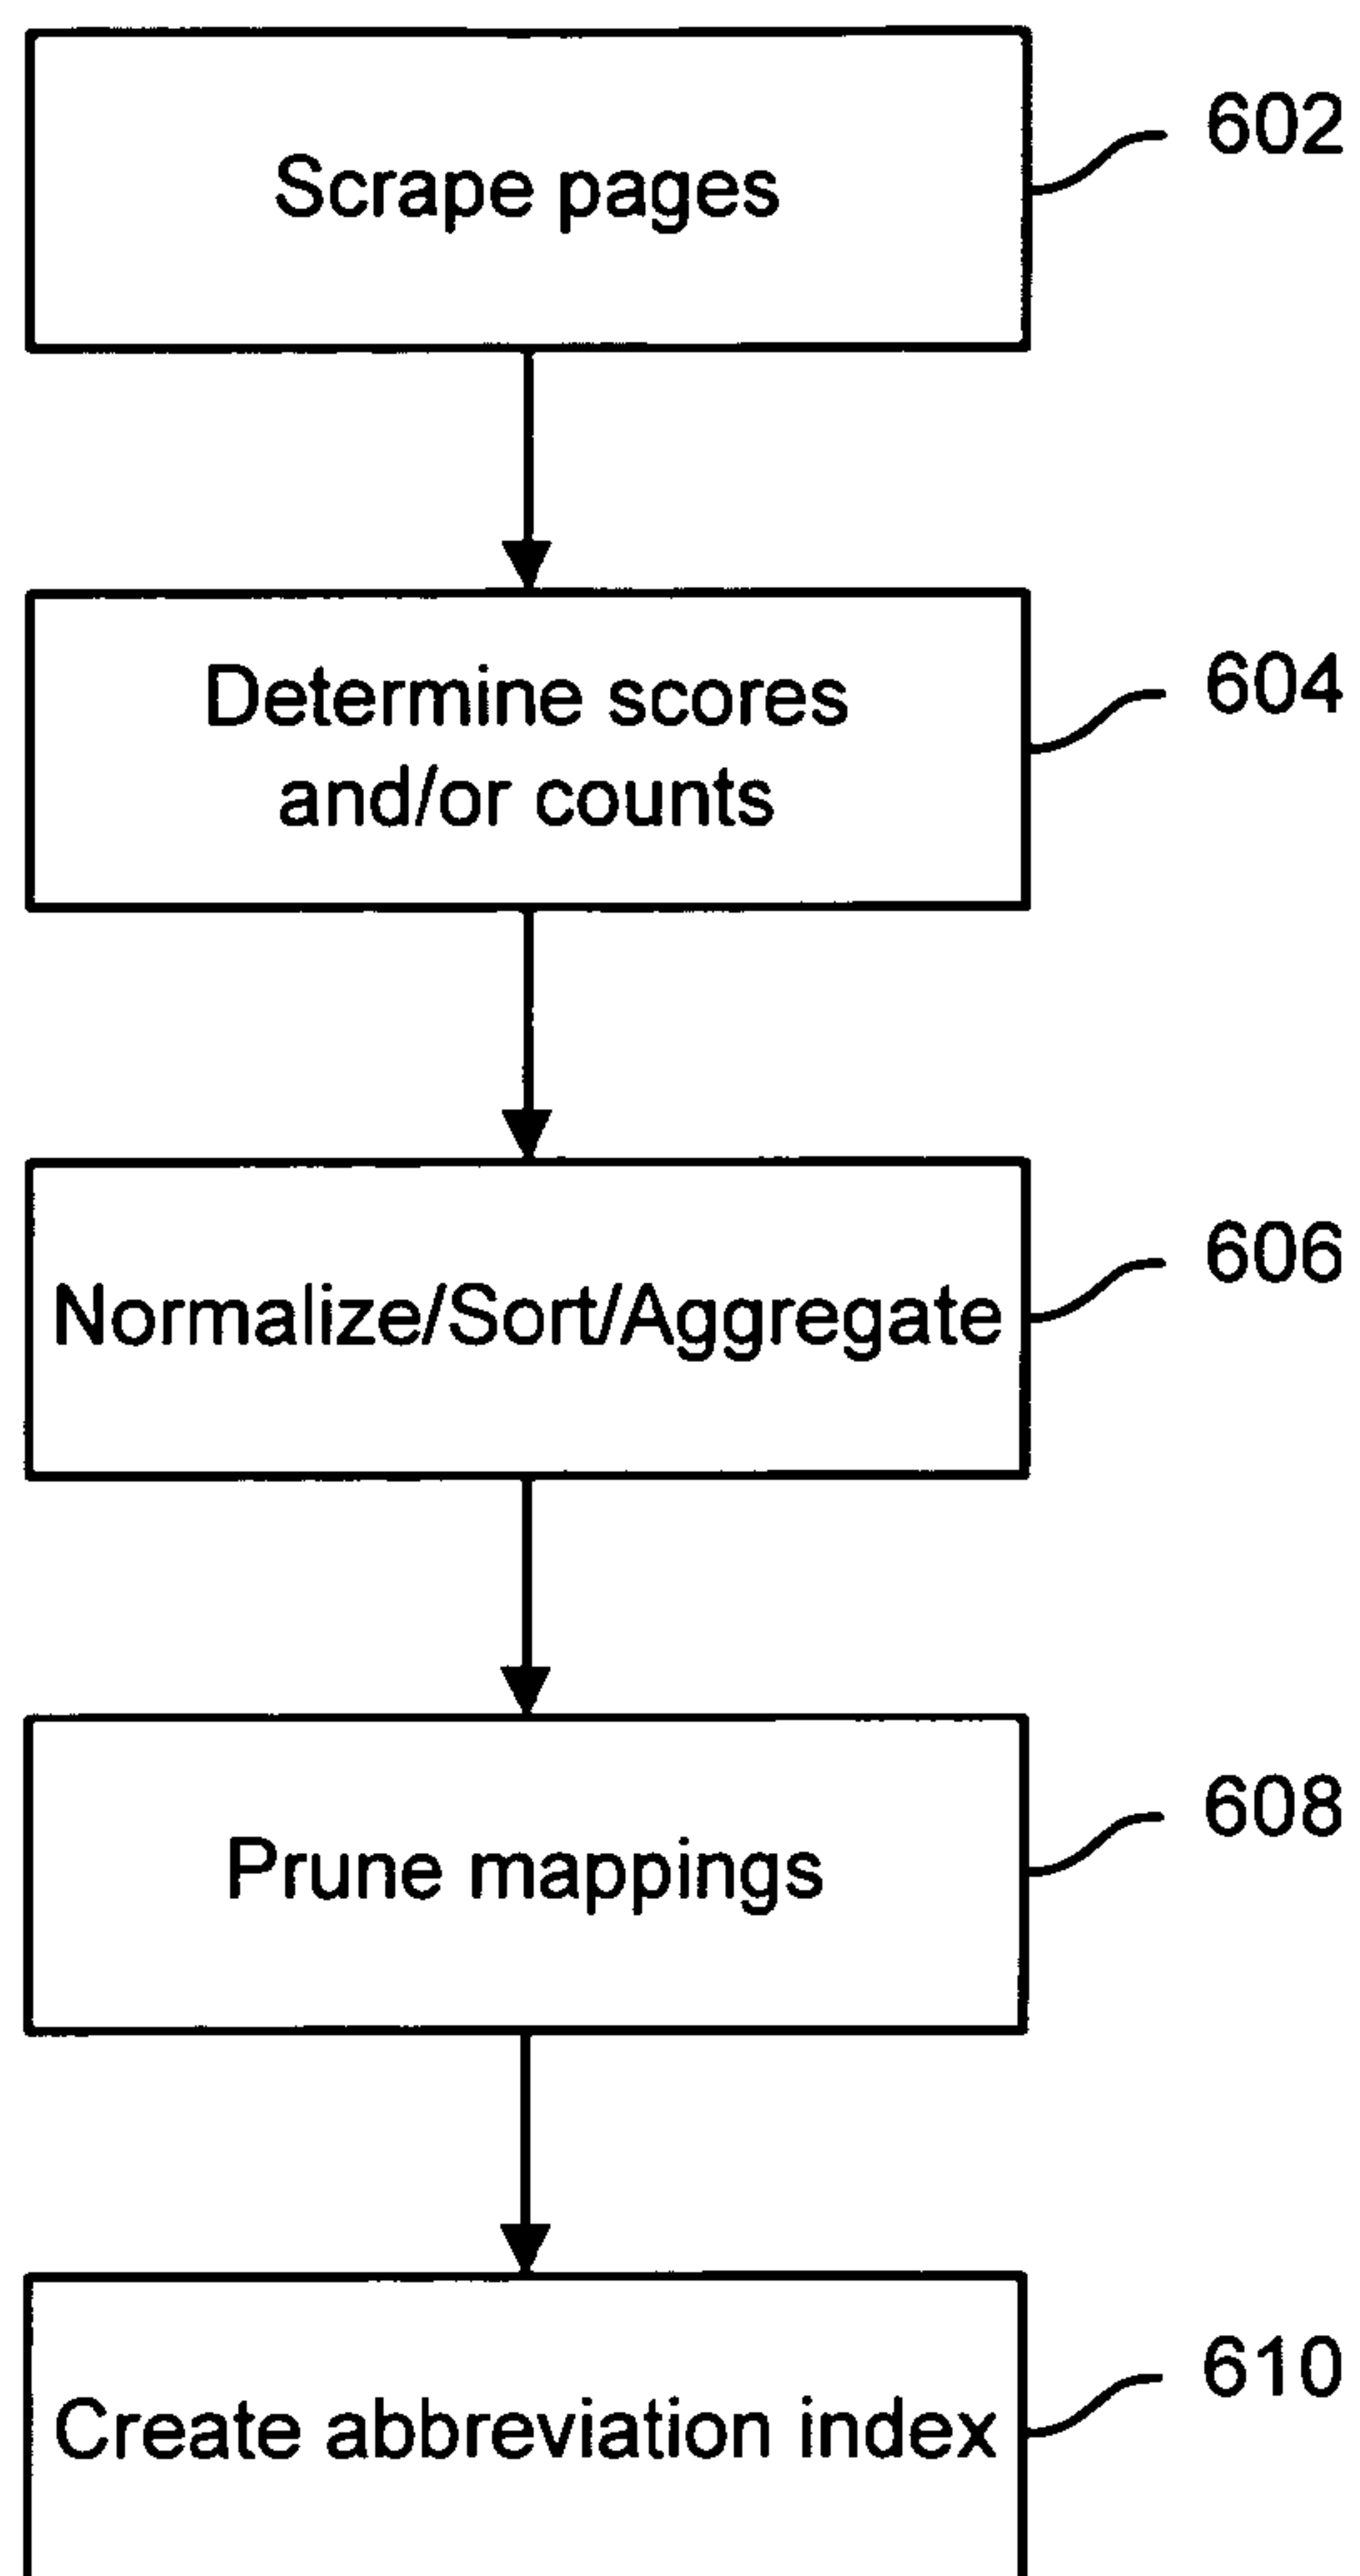 Scrape pages
602
Determine scores
and/or counts
604
Normalize/Sort/Aggregate
606
Prune mappings
608
Create abbreviation index
610